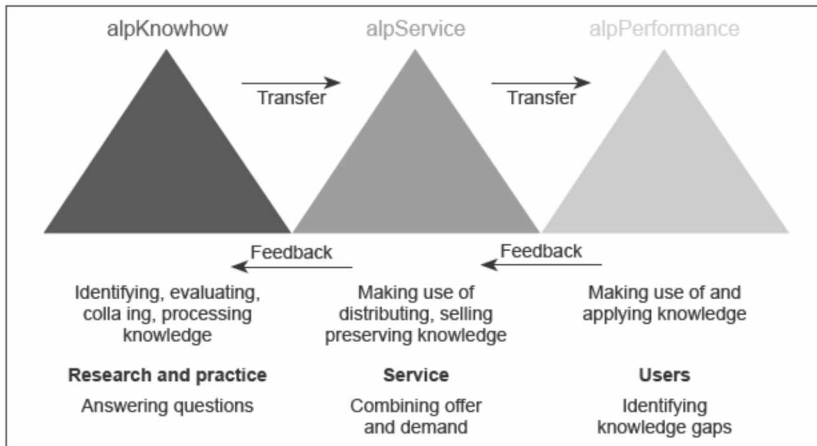 alpKnowhow
alpService
alpPerformance
Transfer
Transfer
Feedback
Feedback
Identifying, evaluating,
colla ing, processing
knowledge
Making use of
distributing, selling
preserving knowledge
Making use of and
applying knowledge
Research and practice
Answering questions
Service
Combining offer
and demand
Users
Identifying
knowledge gaps